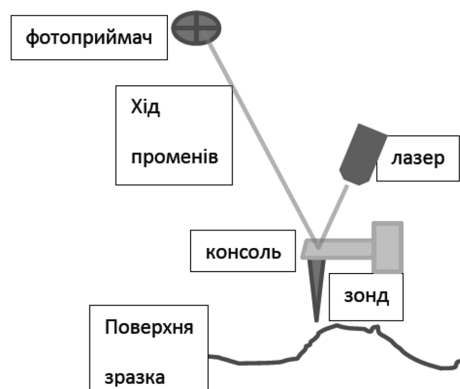 фотоприймач
Хід
променів
лазер
консоль
зонд
Поверхня
зразка